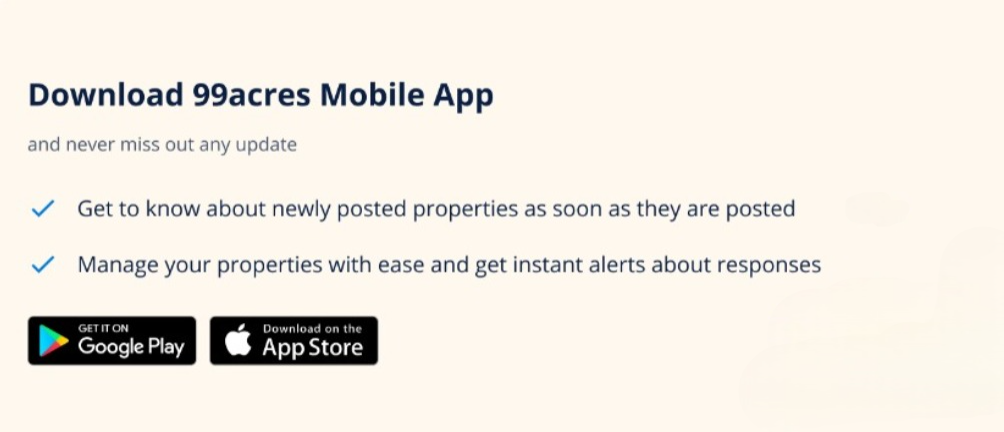 Download 99acres Mobile App
and never miss out any update
Get to know about newly posted properties as soon as they are posted
Manage your properties with ease and get instant alerts about responses
GET IT ON
Google Play
Download on the
App Store